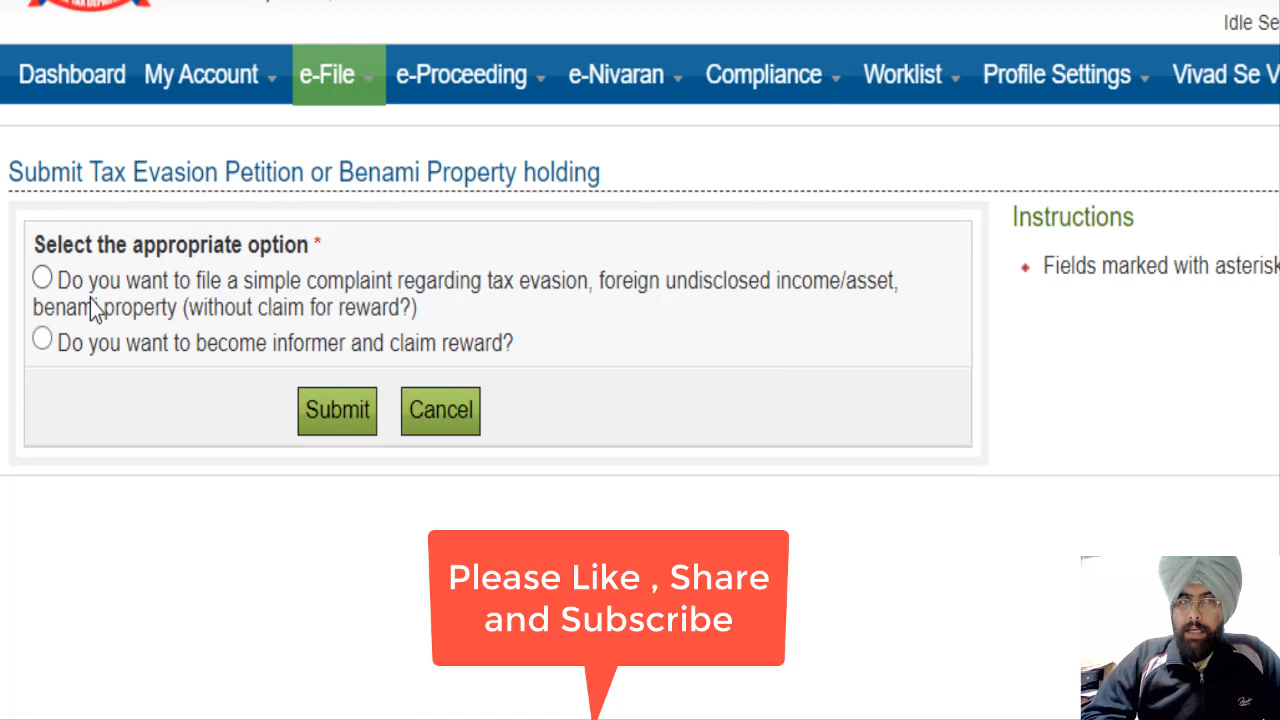 Idle Se
Dashboard My Account e-File e-Proceeding e-Nivaran Compliance Worklist Profile Settings Vivad Se V
Submit Tax Evasion Petition or Benami Property holding
Instructions
Select the appropriate option *
Fields marked with asterisk
Do you want to file a simple complaint regarding tax evasion, foreign undisclosed income/asset,
benami property (without claim for reward?)
Do you want to become informer and claim reward?
Submit Cancel
Please Like , Share
and Subscribe